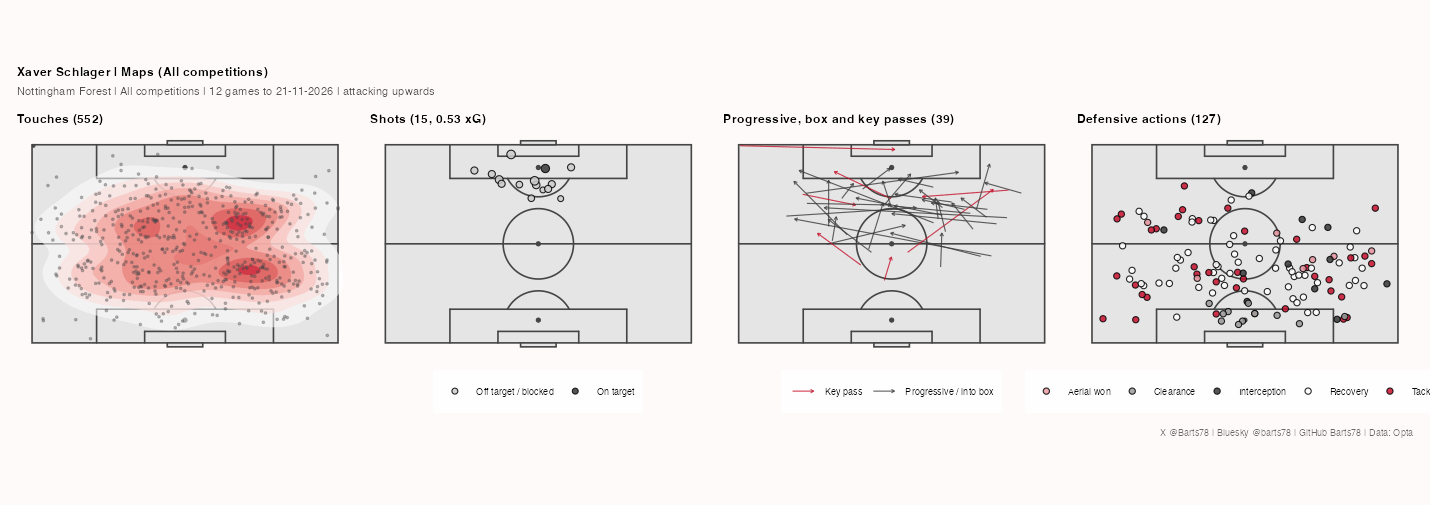 Xaver Schlager | Maps (All competitions)
Nottingham Forest | All competitions | 12 games to 21-11-2026 | attacking upwards
Touches (552)
Shots (15, 0.53 xG)
Progressive, box and key passes (39)
Defensive actions (127)
Off target / blocked
On target
Key pass
Progressive / into box
Aerial won
Clearance
Interception
Recovery
Tack
X @Barts78 | Bluesky @barts78 | GitHub Barts78 | Data: Opta